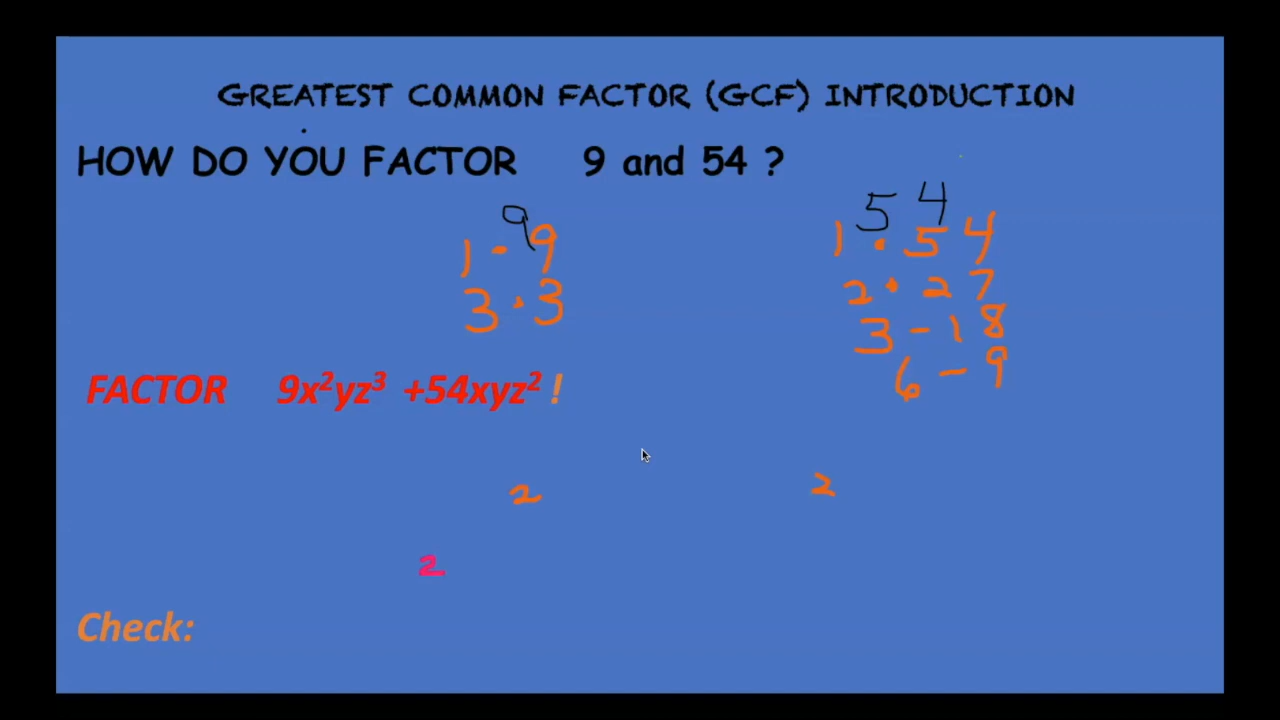 GREATEST COMMON FACTOR (GCF) INTRODUCTION
HOW DO YOU FACTOR 9 and 54 ?
9 54
1 · 9 1 · 54
3 · 3 2 · 27
3 - 18
6 - 9
FACTOR 9x²yz³ +54xyz² !
2 2
2
Check: